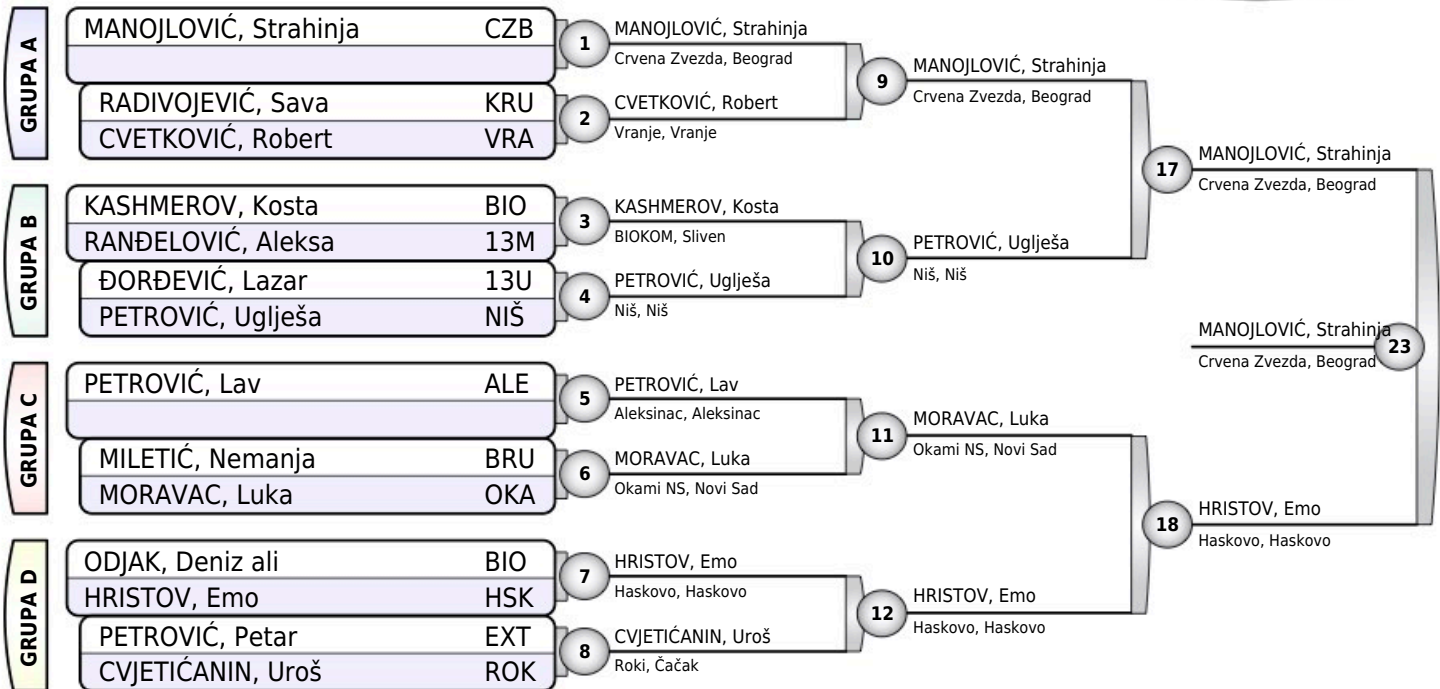 GRUPA A
MANOJLOVIĆ, Strahinja CZB
RADIVOJEVIĆ, Sava KRU
CVETKOVIĆ, Robert VRA
1
MANOJLOVIĆ, Strahinja
Crvena Zvezda, Beograd
2
CVETKOVIĆ, Robert
Vranje, Vranje
9
MANOJLOVIĆ, Strahinja
Crvena Zvezda, Beograd
GRUPA B
KASHMEROV, Kosta BIO
RANĐELOVIĆ, Aleksa 13M
ĐORĐEVIĆ, Lazar 13U
PETROVIĆ, Uglješa NIŠ
3
KASHMEROV, Kosta
BIOKOM, Sliven
4
PETROVIĆ, Uglješa
Niš, Niš
10
PETROVIĆ, Uglješa
Niš, Niš
17
MANOJLOVIĆ, Strahinja
Crvena Zvezda, Beograd
GRUPA C
PETROVIĆ, Lav ALE
MILETIĆ, Nemanja BRU
MORAVAC, Luka OKA
5
PETROVIĆ, Lav
Aleksinac, Aleksinac
6
MORAVAC, Luka
Okami NS, Novi Sad
11
MORAVAC, Luka
Okami NS, Novi Sad
GRUPA D
ODJAK, Deniz ali BIO
HRISTOV, Emo HSK
PETROVIĆ, Petar EXT
CVJETIĆANIN, Uroš ROK
7
HRISTOV, Emo
Haskovo, Haskovo
8
CVJETIĆANIN, Uroš
Roki, Čačak
12
HRISTOV, Emo
Haskovo, Haskovo
18
HRISTOV, Emo
Haskovo, Haskovo
MANOJLOVIĆ, Strahinja
Crvena Zvezda, Beograd
23